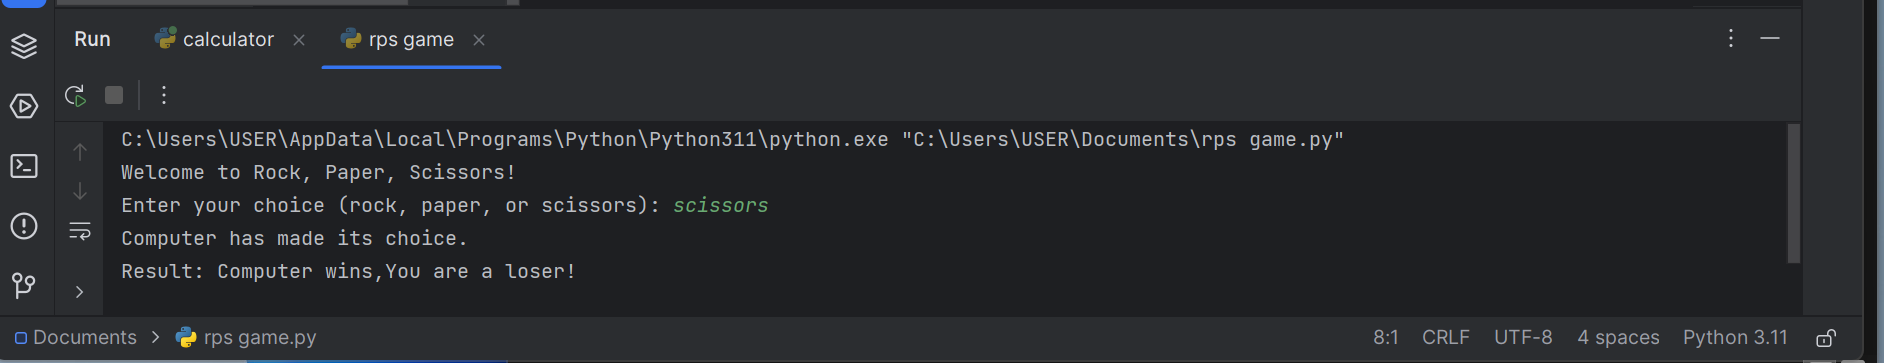 Run calculator rps game
C:\Users\USER\AppData\Local\Programs\Python\Python311\python.exe "C:\Users\USER\Documents\rps game.py"
Welcome to Rock, Paper, Scissors!
Enter your choice (rock, paper, or scissors): scissors
Computer has made its choice.
Result: Computer wins,You are a loser!
Documents > rps game.py 8:1 CRLF UTF-8 4 spaces Python 3.11